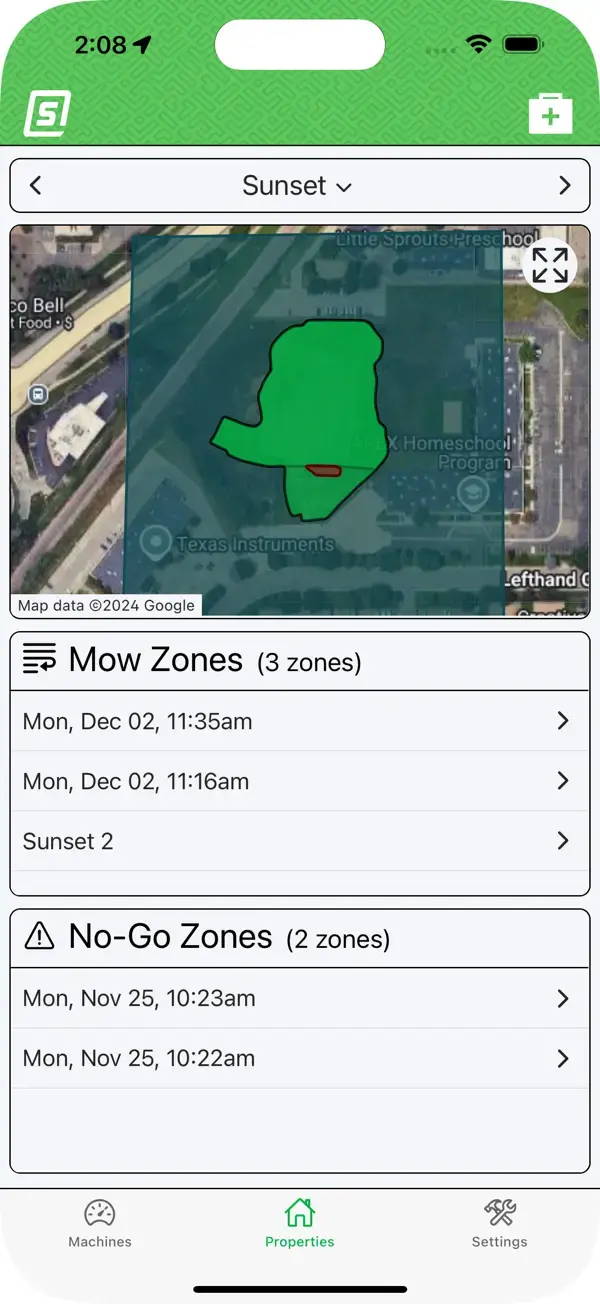 2:08
S
Sunset
Little Sprouts Preschool
co Bell
t Food • $
APEX Homeschool
Program
Texas Instruments
Lefthand C
Creative
Map data ©2024 Google
Mow Zones (3 zones)
Mon, Dec 02, 11:35am
Mon, Dec 02, 11:16am
Sunset 2
No-Go Zones (2 zones)
Mon, Nov 25, 10:23am
Mon, Nov 25, 10:22am
Machines
Properties
Settings